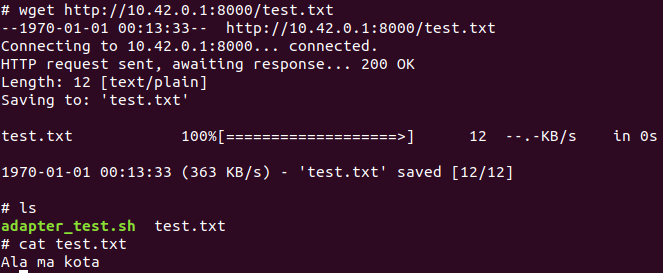 # wget http://10.42.0.1:8000/test.txt
--1970-01-01 00:13:33--  http://10.42.0.1:8000/test.txt
Connecting to 10.42.0.1:8000... connected.
HTTP request sent, awaiting response... 200 OK
Length: 12 [text/plain]
Saving to: 'test.txt'
test.txt            100%[===================>]      12  --.-KB/s    in 0s
1970-01-01 00:13:33 (363 KB/s) - 'test.txt' saved [12/12]
# ls
adapter_test.sh  test.txt
# cat test.txt
Ala ma kota